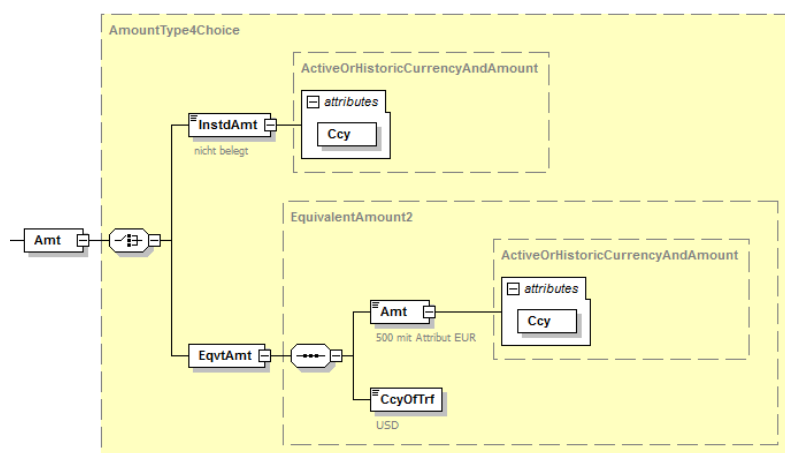 AmountType4Choice
ActiveOrHistoricCurrencyAndAmount
attributes
InstdAmt
Ccy
nicht belegt
EquivalentAmount2
Amt
ActiveOrHistoricCurrencyAndAmount
attributes
Amt
Ccy
500 mit Attribut EUR
EqvtAmt
CcyOfTrf
USD